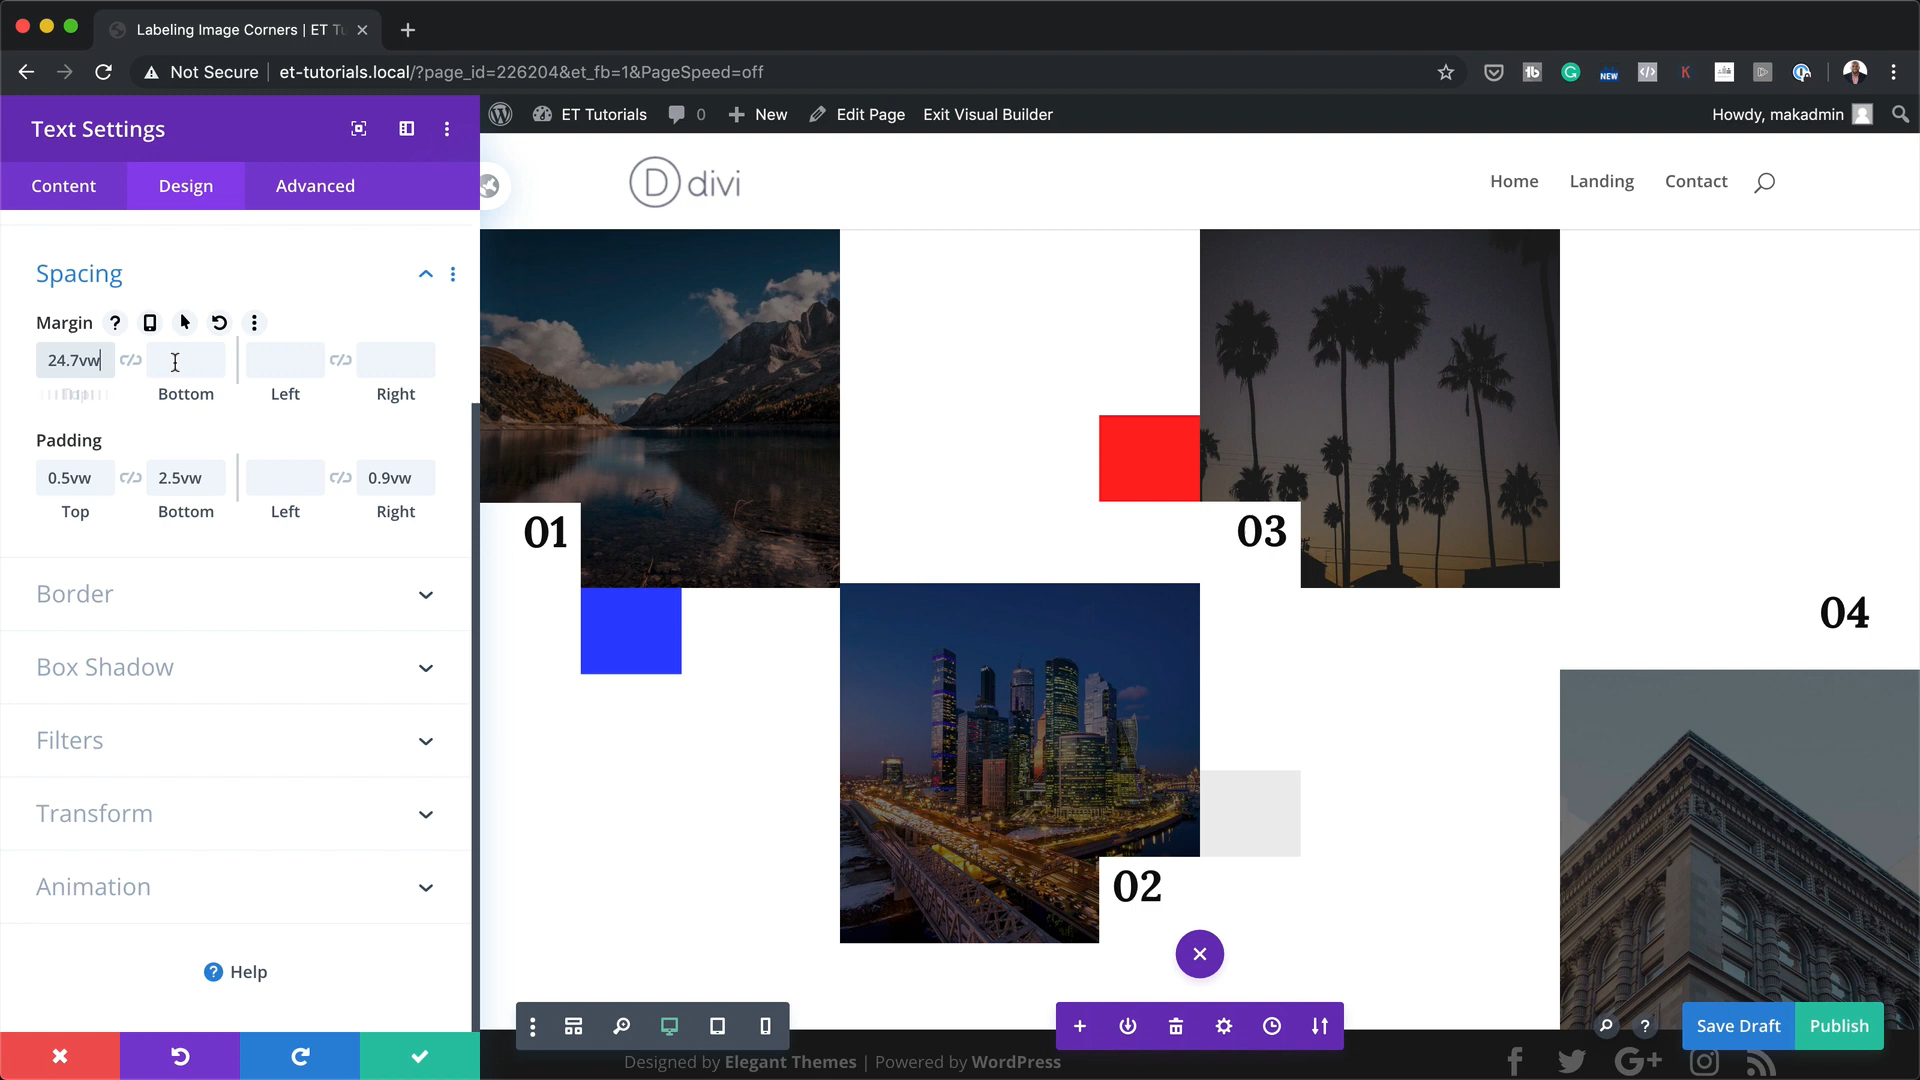 Labeling Image Corners | ET Tu
Not Secure
et-tutorials.local/?page_id=226204&et_fb=1&PageSpeed=off
NEW
Text Settings
ET Tutorials
0
New
Edit Page
Exit Visual Builder
Howdy, makadmin
Content
Design
Advanced
divi
Home
Landing
Contact
Spacing
Margin
24.7vw
Bottom
Left
Right
Padding
0.5vw
2.5vw
0.9vw
Top
Bottom
Left
Right
01
03
Border
04
Box Shadow
Filters
Transform
02
Animation
Help
Save Draft
Publish
Designed by Elegant Themes | Powered by WordPress